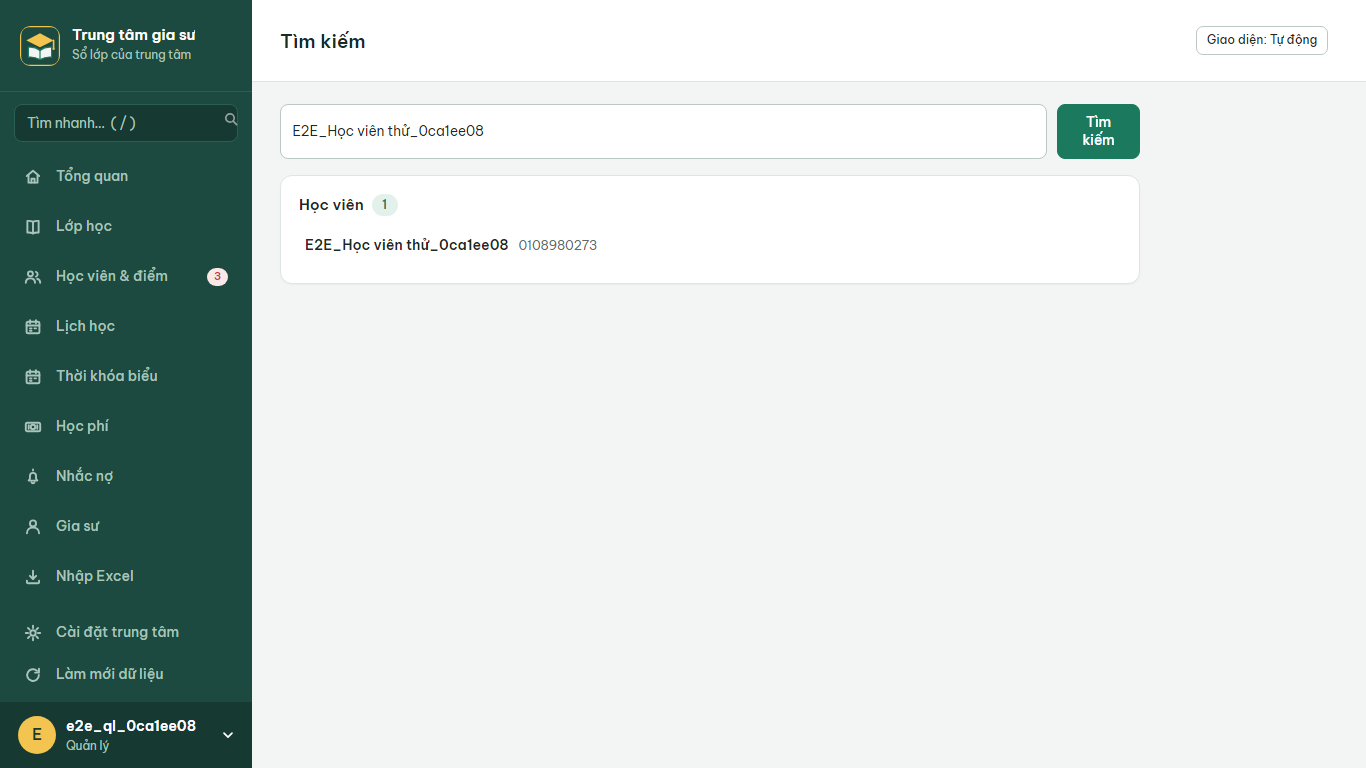 Trung tâm gia sư
Sổ lớp của trung tâm
Tìm nhanh... ( / )
Tổng quan
Lớp học
Học viên & điểm 3
Lịch học
Thời khóa biểu
Học phí
Nhắc nợ
Gia sư
Nhập Excel
Cài đặt trung tâm
Làm mới dữ liệu
E
e2e_ql_0ca1ee08
Quản lý
Tìm kiếm
Giao diện: Tự động
E2E_Học viên thử_0ca1ee08
Tìm
kiếm
Học viên 1
E2E_Học viên thử_0ca1ee08 0108980273